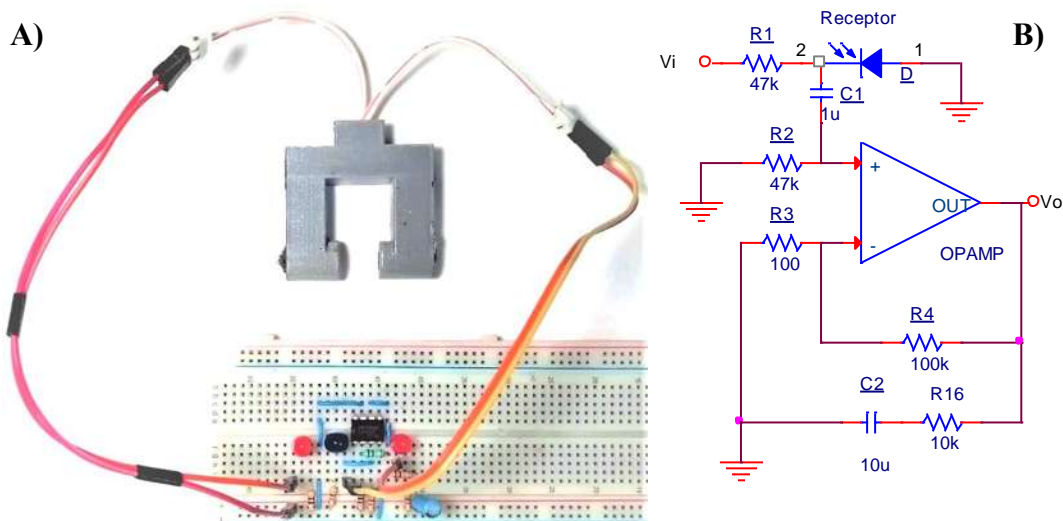 A)
B)
Receptor
R1
2
1
Vi
47k
D
C1
1u
R2
+
47k
OUT
Vo
R3
-
100
OPAMP
R4
100k
C2
R16
10k
10u